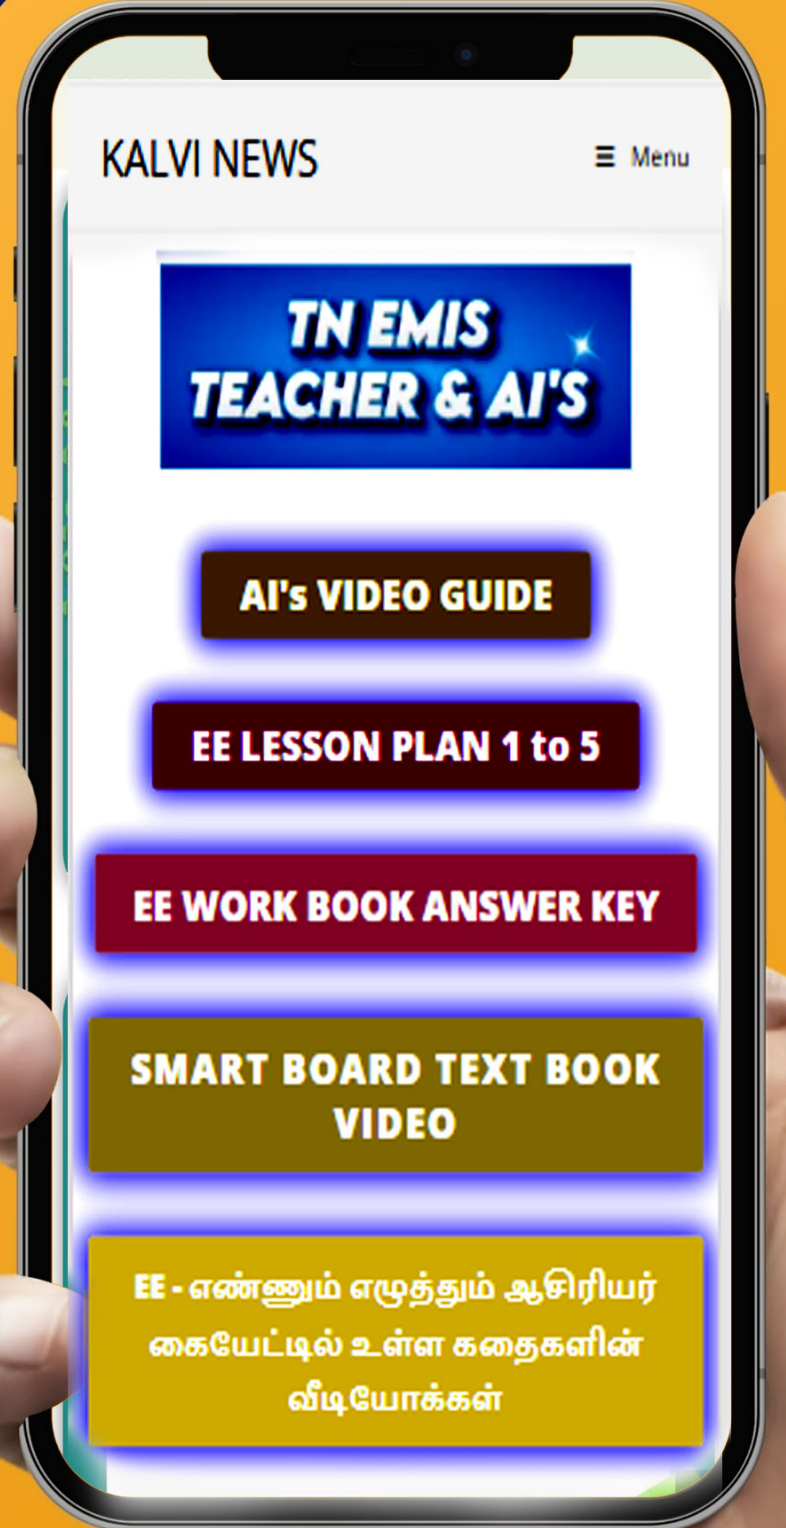 KALVI NEWS
☰ Menu
TN EMIS
TEACHER & AI'S
AI's VIDEO GUIDE
EE LESSON PLAN 1 to 5
EE WORK BOOK ANSWER KEY
SMART BOARD TEXT BOOK
VIDEO
EE - எண்ணும் எழுத்தும் ஆசிரியர்
கையேட்டில் உள்ள கதைகளின்
வீடியோக்கள்